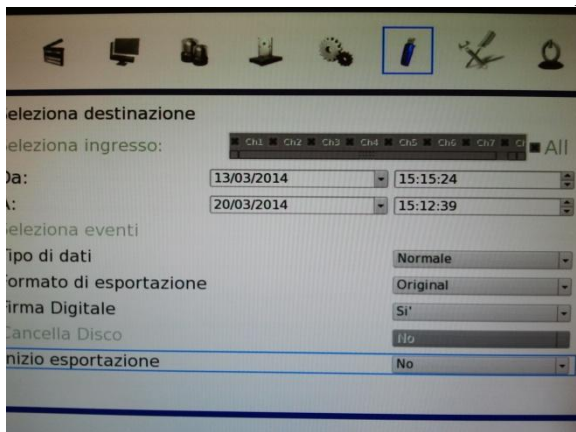 eleziona destinazione
eleziona ingresso: Ch1 Ch2 Ch3 Ch4 Ch5 Ch6 Ch7 Cl All
Da: 13/03/2014 15:15:24
A: 20/03/2014 15:12:39
eleziona eventi
ipo di dati Normale
ormato di esportazione Original
irma Digitale Si'
Cancella Disco No
nizio esportazione No